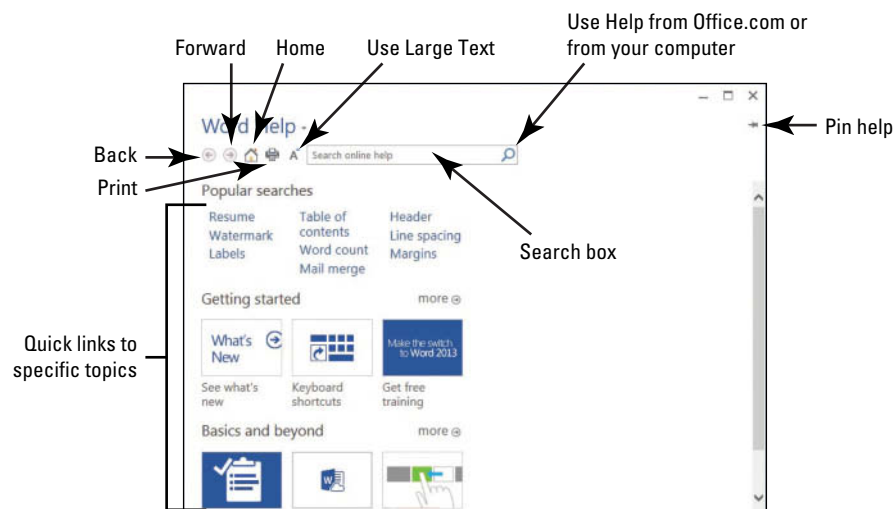 Use Help from Office.com or
from your computer
Forward
Home
Use Large Text
Word Help
Pin help
Back
A
Search online help
Print
Popular searches
Resume
Watermark
Labels
Table of
contents
Word count
Mail merge
Header
Line spacing
Margins
Search box
Getting started
more
Quick links to
specific topics
What's
New
Make the switch
to Word 2013
See what's
new
Keyboard
shortcuts
Get free
training
Basics and beyond
more
W